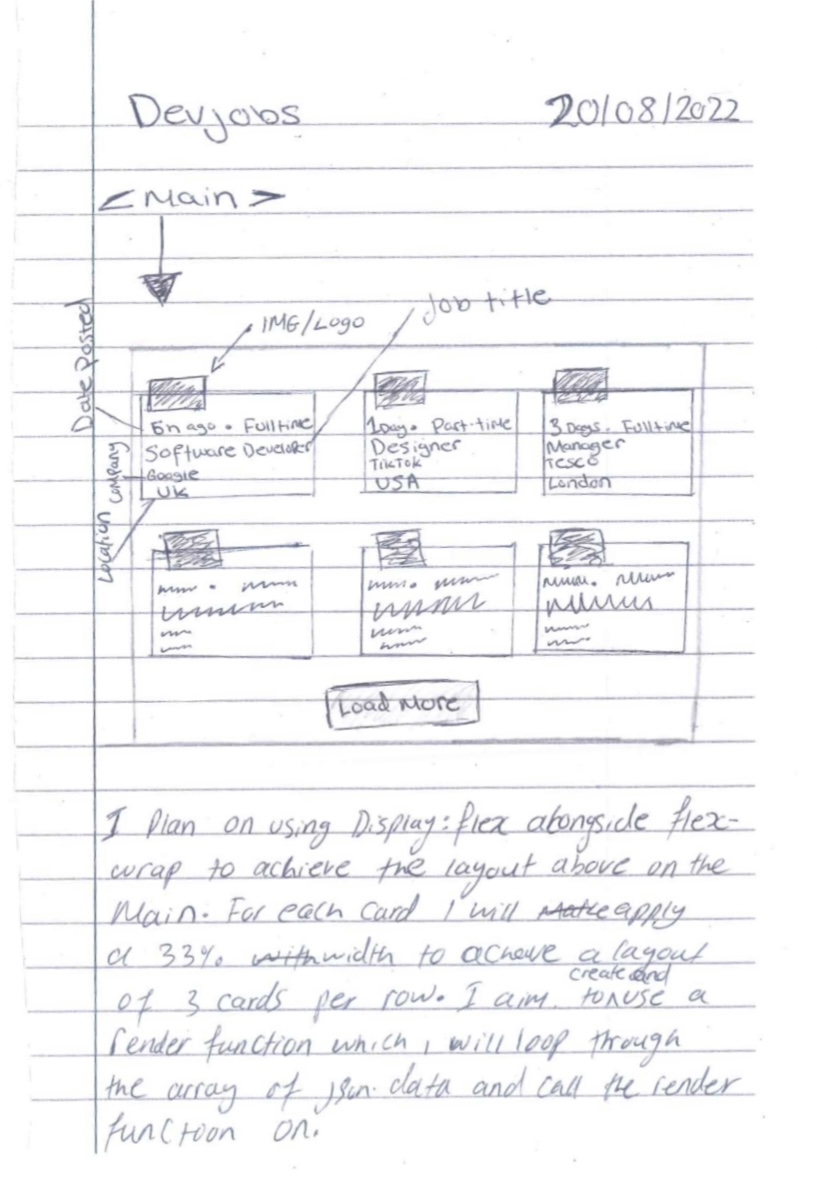 Devjobs 20/08/2022
< Main >
IMG/Logo
Job title
Date Posted
Company
Location
5h ago . Fulltime
Software Developer
Google
UK
1Day . Part-time
Designer
TikTok
USA
3 Days . Fulltime
Manager
TESCO
London
Load More
I Plan on using Display: flex alongside flex-
wrap to achieve the layout above on the
Main. For each Card I will Make apply
a 33% with width to acheve a layout
of 3 cards per row. I aim to create and use a
render function which, I will loop through
the array of json data and call the render
function on.